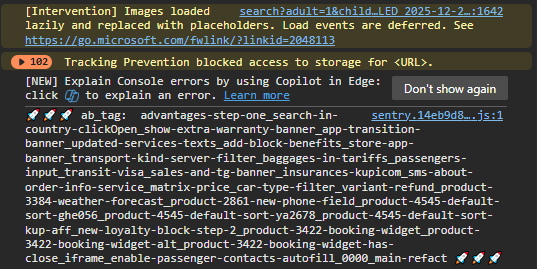 [Intervention] Images loaded search?adult=1&child…LED 2025-12-2…:1642
lazily and replaced with placeholders. Load events are deferred. See
https://go.microsoft.com/fwlink/?linkid=2048113
102 Tracking Prevention blocked access to storage for <URL>.
[NEW] Explain Console errors by using Copilot in Edge:
click to explain an error. Learn more
Don't show again
🚀🚀🚀 ab_tag: advantages-step-one_search-in- sentry.14eb9d8….js:1
country-clickOpen_show-extra-warranty-banner_app-transition-
banner_updated-services-texts_add-block-benefits_store-app-
banner_transport-kind-server-filter_baggages-in-tariffs_passengers-
input_transit-visa_sales-and-tg-banner_insurances-kupicom_sms-about-
order-info-service_matrix-price_car-type-filter_variant-refund_product-
3384-weather-forecast_product-2861-new-phone-field_product-4545-default-
sort-ghe056_product-4545-default-sort-ya2678_product-4545-default-sort-
kup-aff_new-loyalty-block-step-2_product-3422-booking-widget_product-
3422-booking-widget-alt_product-3422-booking-widget-has-
close_iframe_enable-passenger-contacts-autofill_0000_main-refact 🚀🚀🚀